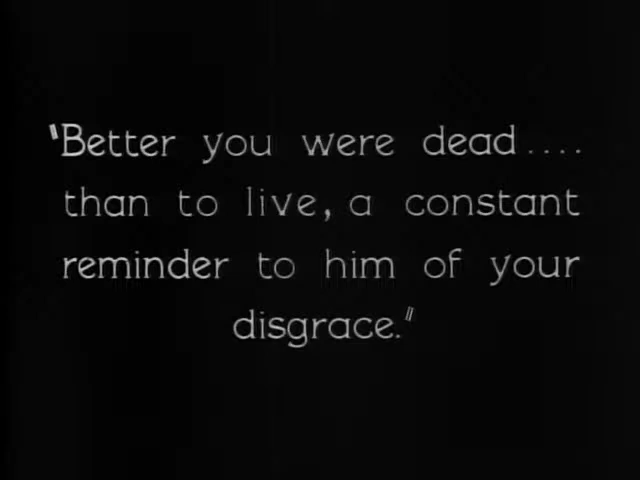 "Better you were dead....
than to live, a constant
reminder to him of your
disgrace."